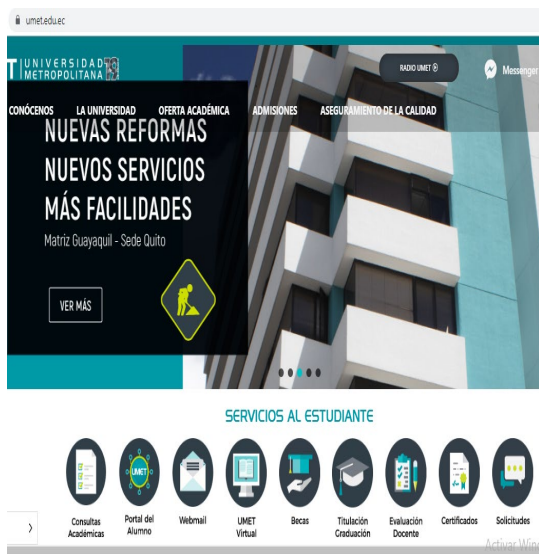 umet.edu.ec
UNIVERSIDAD
METROPOLITANA
RADIO UMET
Messenger
CONÓCENOS LA UNIVERSIDAD OFERTA ACADÉMICA ADMISIONES ASEGURAMIENTO DE LA CALIDAD
NUEVAS REFORMAS
NUEVOS SERVICIOS
MÁS FACILIDADES
Matriz Guayaquil - Sede Quito
VER MÁS
SERVICIOS AL ESTUDIANTE
UMET
Consultas
Académicas
Portal del
Alumno
Webmail
UMET
Virtual
Becas
Titulación
Graduación
Evaluación
Docente
Certificados
Solicitudes
Activar Win